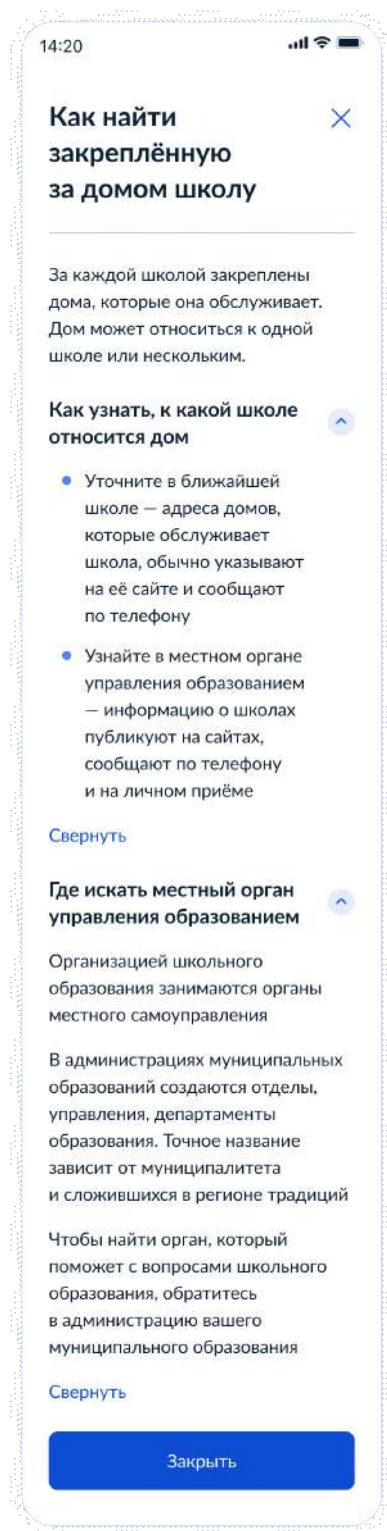 14:20
Как найти
закреплённую
за домом школу
За каждой школой закреплены
дома, которые она обслуживает.
Дом может относиться к одной
школе или нескольким.
Как узнать, к какой школе
относится дом
Уточните в ближайшей
школе — адреса домов,
которые обслуживает
школа, обычно указывают
на её сайте и сообщают
по телефону
Узнайте в местном органе
управления образованием
— информацию о школах
публикуют на сайтах,
сообщают по телефону
и на личном приёме
Свернуть
Где искать местный орган
управления образованием
Организацией школьного
образования занимаются органы
местного самоуправления
В администрациях муниципальных
образований создаются отделы,
управления, департаменты
образования. Точное название
зависит от муниципалитета
и сложившихся в регионе традиций
Чтобы найти орган, который
поможет с вопросами школьного
образования, обратитесь
в администрацию вашего
муниципального образования
Свернуть
Закрыть